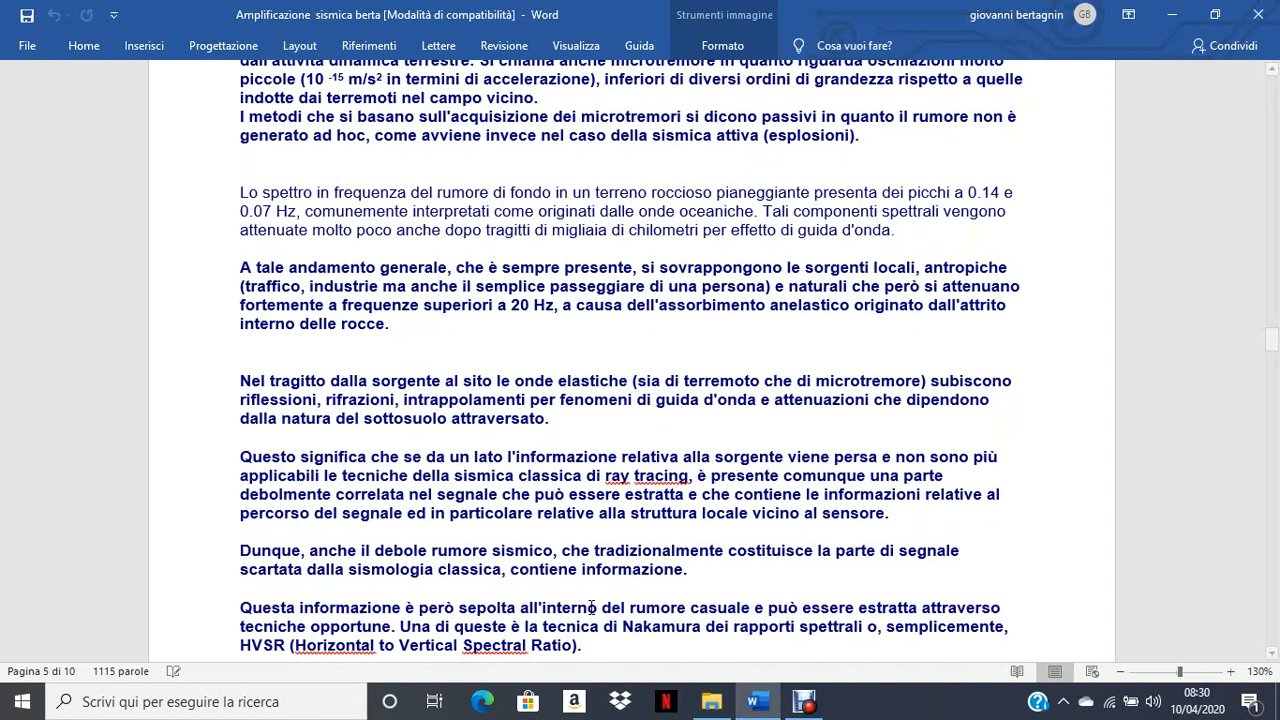 Amplificazione sismica berta [Modalità di compatibilità] - Word
Strumenti immagine
giovanni bertagnin
GB
File
Home
Inserisci
Progettazione
Layout
Riferimenti
Lettere
Revisione
Visualizza
Guida
Formato
Cosa vuoi fare?
Condividi
dall'attività dinamica terrestre. Si chiama anche microtremore in quanto riguarda oscillazioni molto
piccole (10 -15 m/s2 in termini di accelerazione), inferiori di diversi ordini di grandezza rispetto a quelle
indotte dai terremoti nel campo vicino.
I metodi che si basano sull'acquisizione dei microtremori si dicono passivi in quanto il rumore non è
generato ad hoc, come avviene invece nel caso della sismica attiva (esplosioni).
Lo spettro in frequenza del rumore di fondo in un terreno roccioso pianeggiante presenta dei picchi a 0.14 e
0.07 Hz, comunemente interpretati come originati dalle onde oceaniche. Tali componenti spettrali vengono
attenuate molto poco anche dopo tragitti di migliaia di chilometri per effetto di guida d'onda.
A tale andamento generale, che è sempre presente, si sovrappongono le sorgenti locali, antropiche
(traffico, industrie ma anche il semplice passeggiare di una persona) e naturali che però si attenuano
fortemente a frequenze superiori a 20 Hz, a causa dell'assorbimento anelastico originato dall'attrito
interno delle rocce.
Nel tragitto dalla sorgente al sito le onde elastiche (sia di terremoto che di microtremore) subiscono
riflessioni, rifrazioni, intrappolamenti per fenomeni di guida d'onda e attenuazioni che dipendono
dalla natura del sottosuolo attraversato.
Questo significa che se da un lato l'informazione relativa alla sorgente viene persa e non sono più
applicabili le tecniche della sismica classica di ray tracing, è presente comunque una parte
debolmente correlata nel segnale che può essere estratta e che contiene le informazioni relative al
percorso del segnale ed in particolare relative alla struttura locale vicino al sensore.
Dunque, anche il debole rumore sismico, che tradizionalmente costituisce la parte di segnale
scartata dalla sismologia classica, contiene informazione.
Questa informazione è però sepolta all'interno del rumore casuale e può essere estratta attraverso
tecniche opportune. Una di queste è la tecnica di Nakamura dei rapporti spettrali o, semplicemente,
HVSR (Horizontal to Vertical Spectral Ratio).
Pagina 5 di 10
1115 parole
130%
Scrivi qui per eseguire la ricerca
08:30
10/04/2020